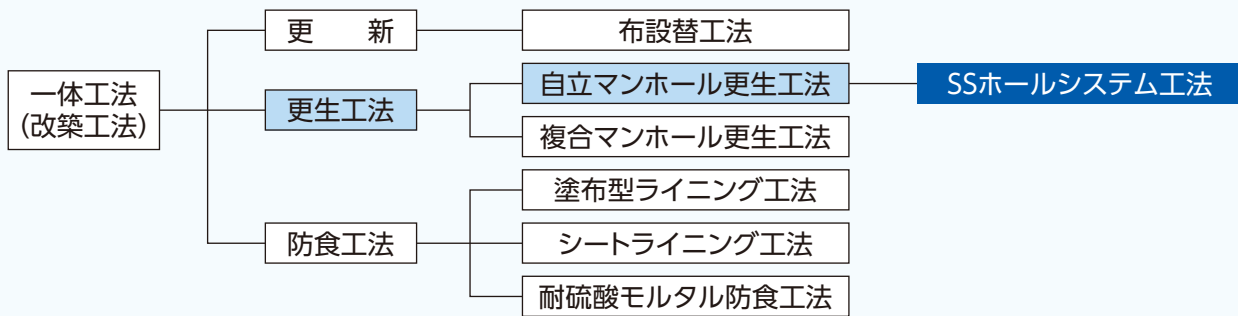 一体工法
(改築工法)
更　新
布設替工法
更生工法
自立マンホール更生工法
SSホールシステム工法
複合マンホール更生工法
防食工法
塗布型ライニング工法
シートライニング工法
耐硫酸モルタル防食工法